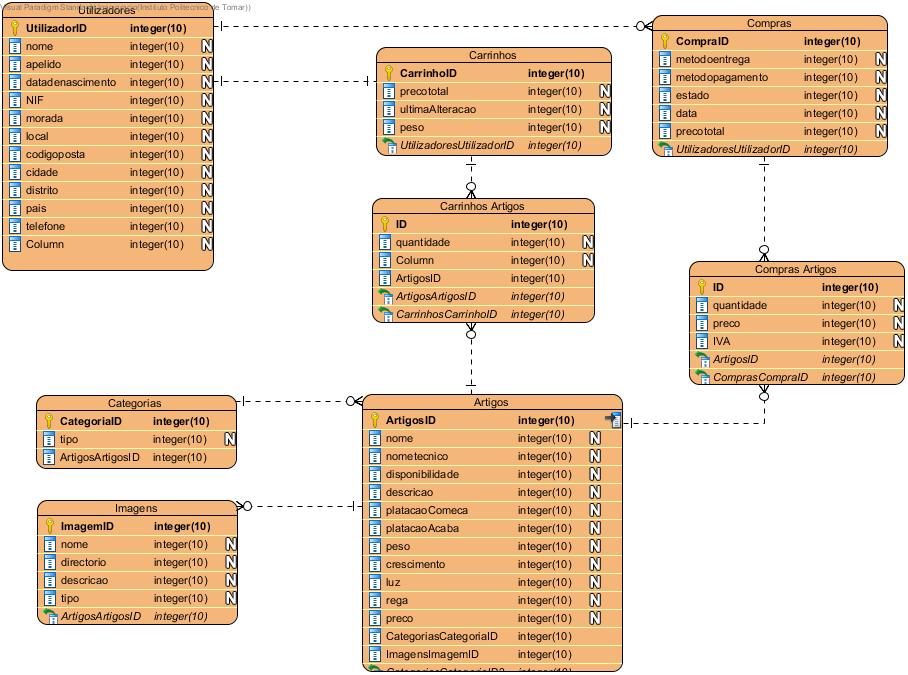 Visual Paradigm Standard (Instituto Politecnico de Tomar))
Utilizadores
UtilizadorID integer(10)
nome integer(10) N
apelido integer(10) N
datadenascimento integer(10) N
NIF integer(10) N
morada integer(10) N
local integer(10) N
codigoposta integer(10) N
cidade integer(10) N
distrito integer(10) N
pais integer(10) N
telefone integer(10) N
Column integer(10) N
Carrinhos
CarrinhoID integer(10)
precototal integer(10) N
ultimaAlteracao integer(10) N
peso integer(10) N
UtilizadoresUtilizadorID integer(10)
Compras
CompraID integer(10)
metodoentrega integer(10) N
metodopagamento integer(10) N
estado integer(10) N
data integer(10) N
precototal integer(10) N
UtilizadoresUtilizadorID integer(10)
Carrinhos Artigos
ID integer(10)
quantidade integer(10) N
Column integer(10) N
ArtigosID integer(10)
ArtigosArtigosID integer(10)
CarrinhosCarrinhoID integer(10)
Compras Artigos
ID integer(10)
quantidade integer(10) N
preco integer(10) N
IVA integer(10) N
ArtigosID integer(10)
ComprasCompraID integer(10)
Categorias
CategoriaID integer(10)
tipo integer(10) N
ArtigosArtigosID integer(10)
Imagens
ImagemID integer(10)
nome integer(10) N
directorio integer(10) N
descricao integer(10) N
tipo integer(10) N
ArtigosArtigosID integer(10)
Artigos
ArtigosID integer(10)
nome integer(10) N
nometecnico integer(10) N
disponibilidade integer(10) N
descricao integer(10) N
platacaoComeca integer(10) N
platacaoAcaba integer(10) N
peso integer(10) N
crescimento integer(10) N
luz integer(10) N
rega integer(10) N
preco integer(10) N
CategoriasCategoriaID integer(10)
ImagensImagemID integer(10)
CategoriasCategoriaID2